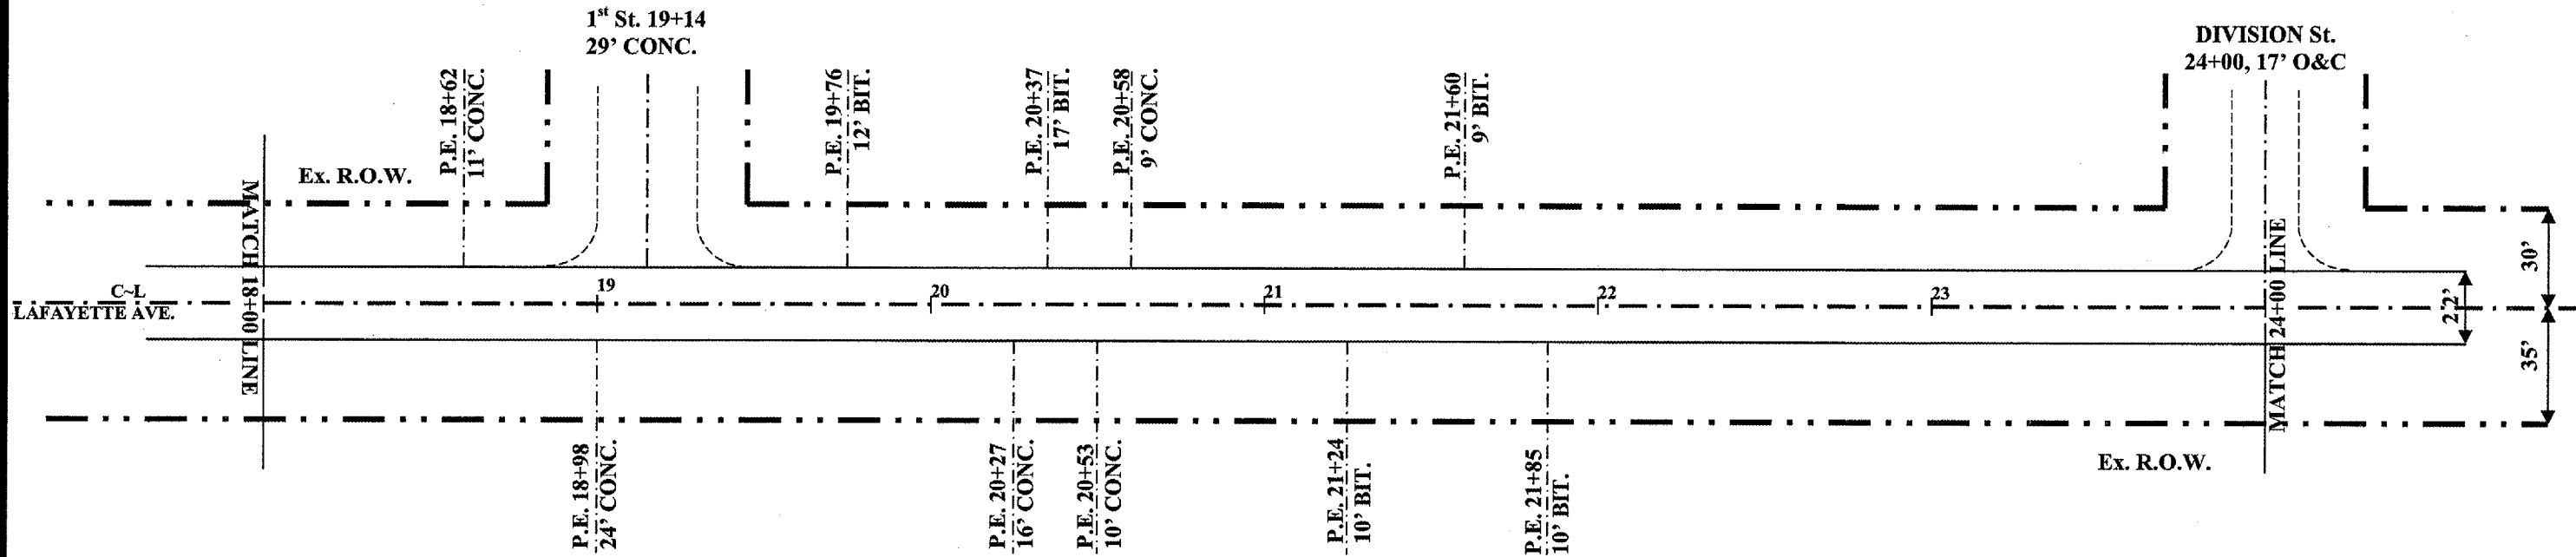 1st St. 19+14
29' CONC.
DIVISION St.
24+00, 17' O&C
P.E. 18+62
11' CONC.
P.E. 19+76
12' BIT.
P.E. 20+37
17' BIT.
P.E. 20+58
9' CONC.
P.E. 21+60
9' BIT.
Ex. R.O.W.
MATCH 18+00 LINE
C~L
LAFAYETTE AVE.
19
20
21
22
23
MATCH 24+00 LINE
30'
22'
35'
P.E. 18+98
24' CONC.
P.E. 20+27
16' CONC.
P.E. 20+53
10' CONC.
P.E. 21+24
10' BIT.
P.E. 21+85
10' BIT.
Ex. R.O.W.